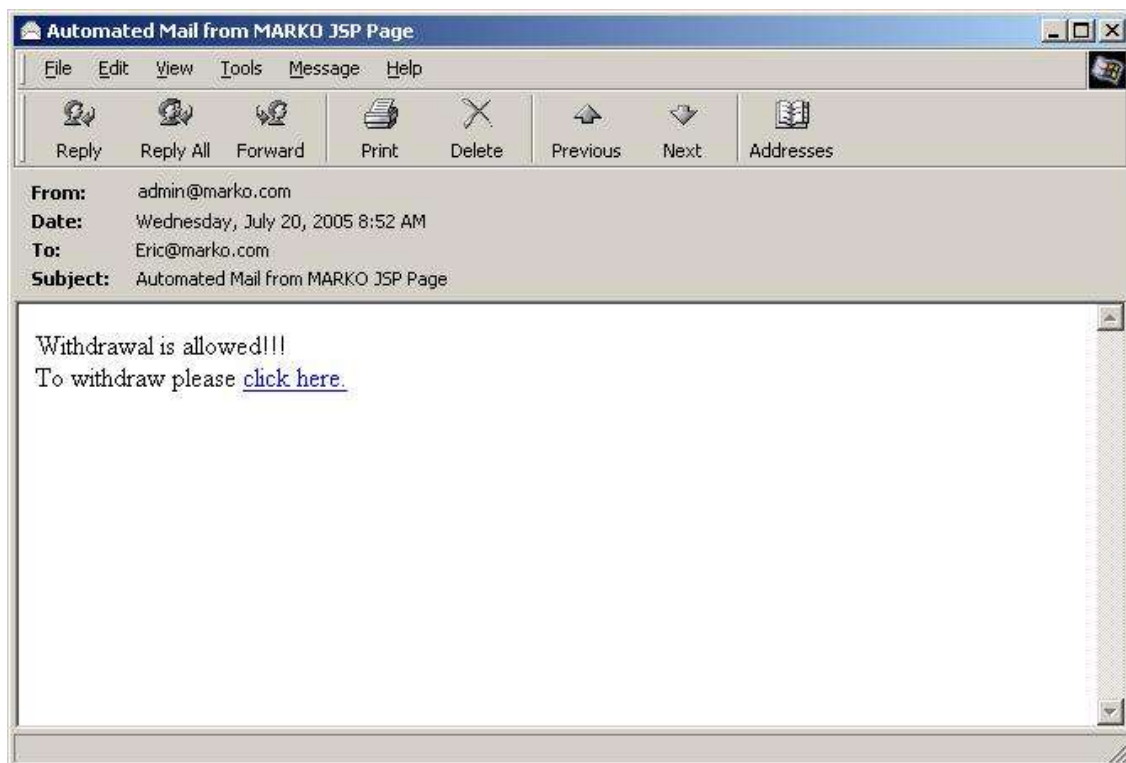 Automated Mail from MARKO JSP Page
File Edit View Tools Message Help
Reply Reply All Forward Print Delete Previous Next Addresses
From: admin@marko.com
Date: Wednesday, July 20, 2005 8:52 AM
To: Eric@marko.com
Subject: Automated Mail from MARKO JSP Page
Withdrawal is allowed!!!
To withdraw please click here.